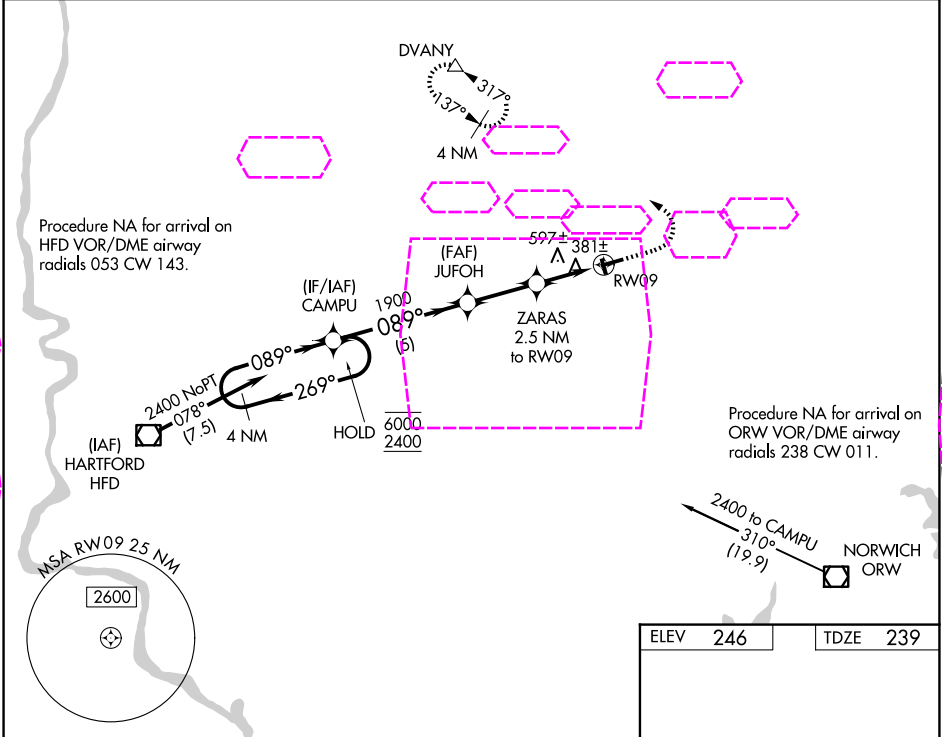 DVANY
317°
137°
4 NM
Procedure NA for arrival on
HFD VOR/DME airway
radials 053 CW 143.
597±
381±
(FAF)
JUFOH
RW09
(IF/IAF)
CAMPU
1900
089°
(5)
ZARAS
2.5 NM
to RW09
089°
269°
2400 NoPT
078°
(7.5)
4 NM
HOLD
6000
2400
(IAF)
HARTFORD
HFD
Procedure NA for arrival on
ORW VOR/DME airway
radials 238 CW 011.
2400 to CAMPU
310°
(19.9)
NORWICH
ORW
MSA RW09 25 NM
2600
ELEV 246
TDZE 239